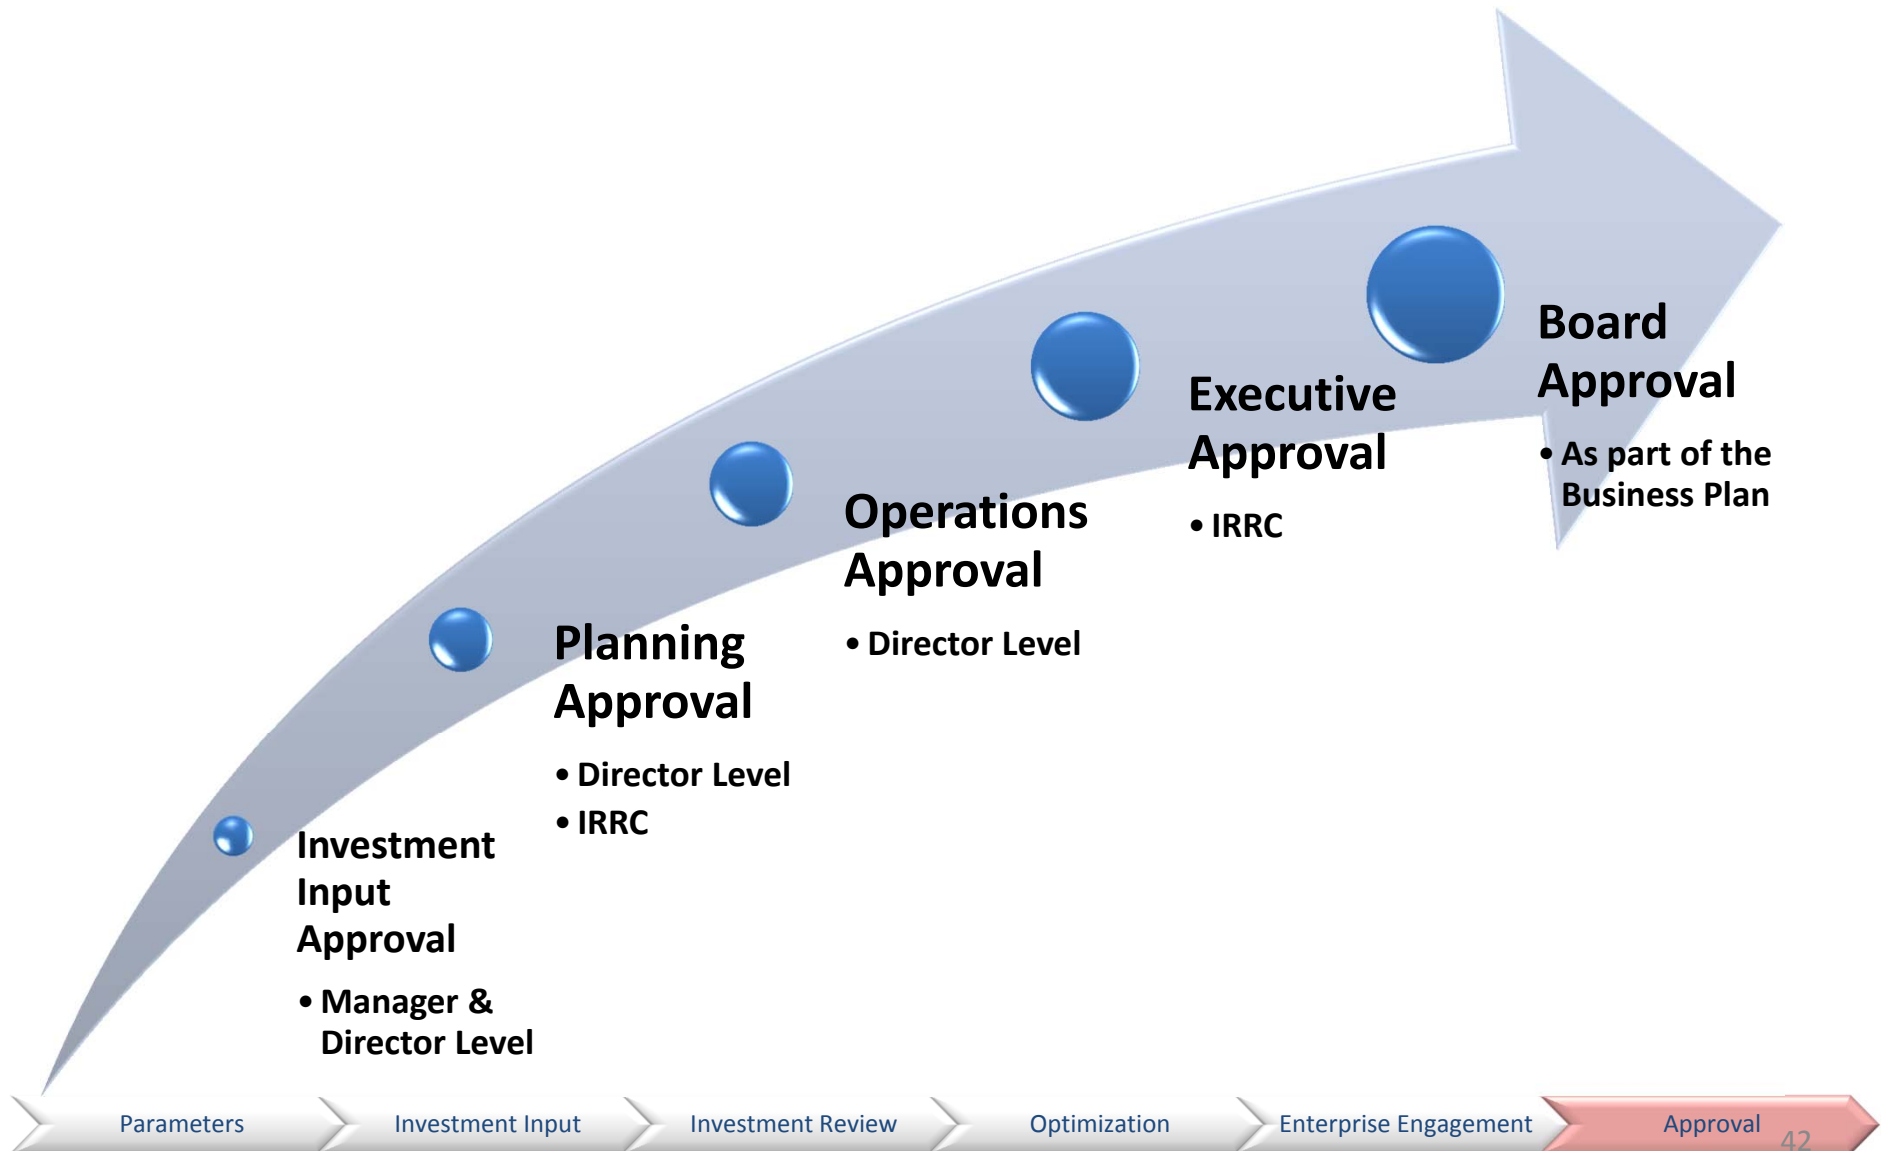 Investment
Input
Approval
• Manager &
Director Level
Planning
Approval
• Director Level
• IRRC
Operations
Approval
• Director Level
Executive
Approval
• IRRC
Board
Approval
• As part of the
Business Plan
Parameters
Investment Input
Investment Review
Optimization
Enterprise Engagement
Approval
42